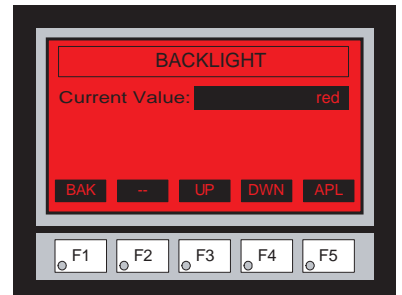 BACKLIGHT
Current Value: red
BAK -- UP DWN APL
F1 F2 F3 F4 F5